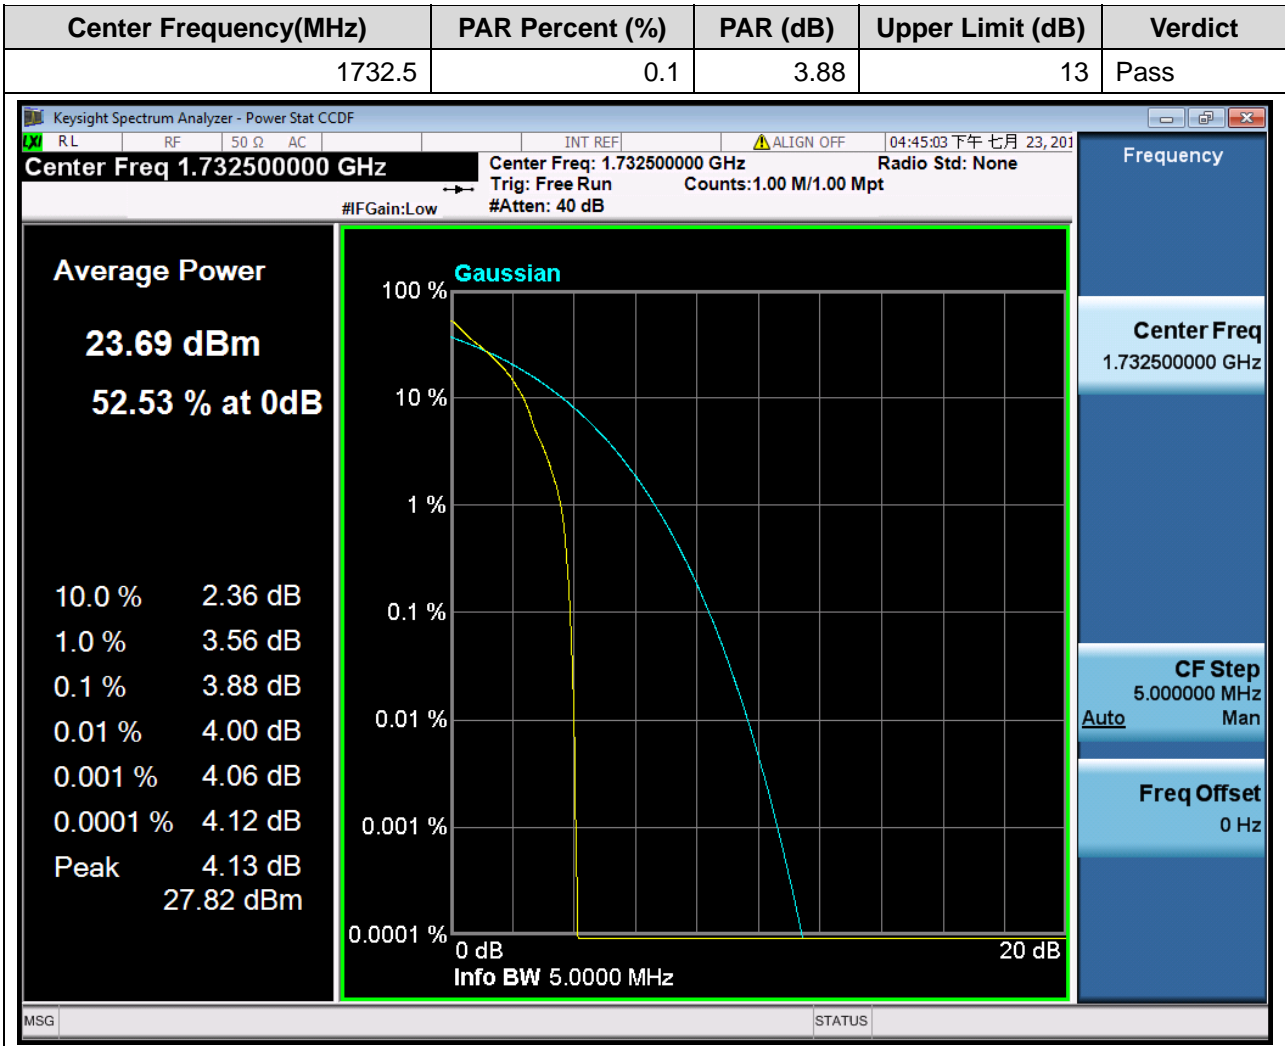 Center Frequency(MHz) PAR Percent (%) PAR (dB) Upper Limit (dB) Verdict
1732.5 0.1 3.88 13 Pass
Keysight Spectrum Analyzer - Power Stat CCDF
LXI RL RF 50 Ω AC INT REF ALIGN OFF 04:45:03 下午 七月 23, 201
Center Freq 1.732500000 GHz
Center Freq: 1.732500000 GHz Radio Std: None
Trig: Free Run Counts:1.00 M/1.00 Mpt
#IFGain:Low #Atten: 40 dB
Average Power
23.69 dBm
52.53 % at 0dB
10.0 % 2.36 dB
1.0 % 3.56 dB
0.1 % 3.88 dB
0.01 % 4.00 dB
0.001 % 4.06 dB
0.0001 % 4.12 dB
Peak 4.13 dB
27.82 dBm
Gaussian
100 %
10 %
1 %
0.1 %
0.01 %
0.001 %
0.0001 %
0 dB 20 dB
Info BW 5.0000 MHz
Frequency
Center Freq
1.732500000 GHz
CF Step
5.000000 MHz
Auto Man
Freq Offset
0 Hz
MSG STATUS